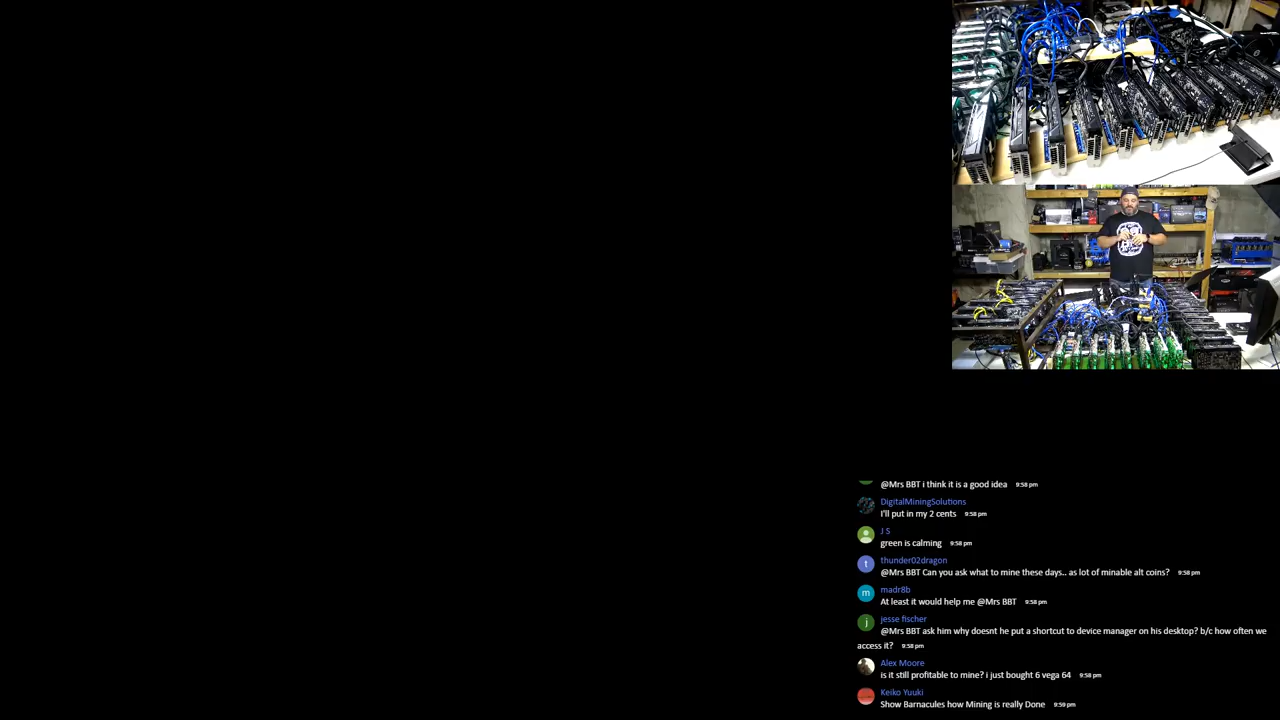 @Mrs BBT i think it is a good idea 9:58 pm
DigitalMiningSolutions
I'll put in my 2 cents 9:58 pm
J S
green is calming 9:58 pm
t
thunder02dragon
@Mrs BBT Can you ask what to mine these days.. as lot of minable alt coins? 9:58 pm
m
madr8b
At least it would help me @Mrs BBT 9:58 pm
j
jesse fischer
@Mrs BBT ask him why doesnt he put a shortcut to device manager on his desktop? b/c how often we
access it? 9:58 pm
Alex Moore
is it still profitable to mine? i just bought 6 vega 64 9:58 pm
Keiko Yuuki
Show Barnacules how Mining is really Done 9:59 pm